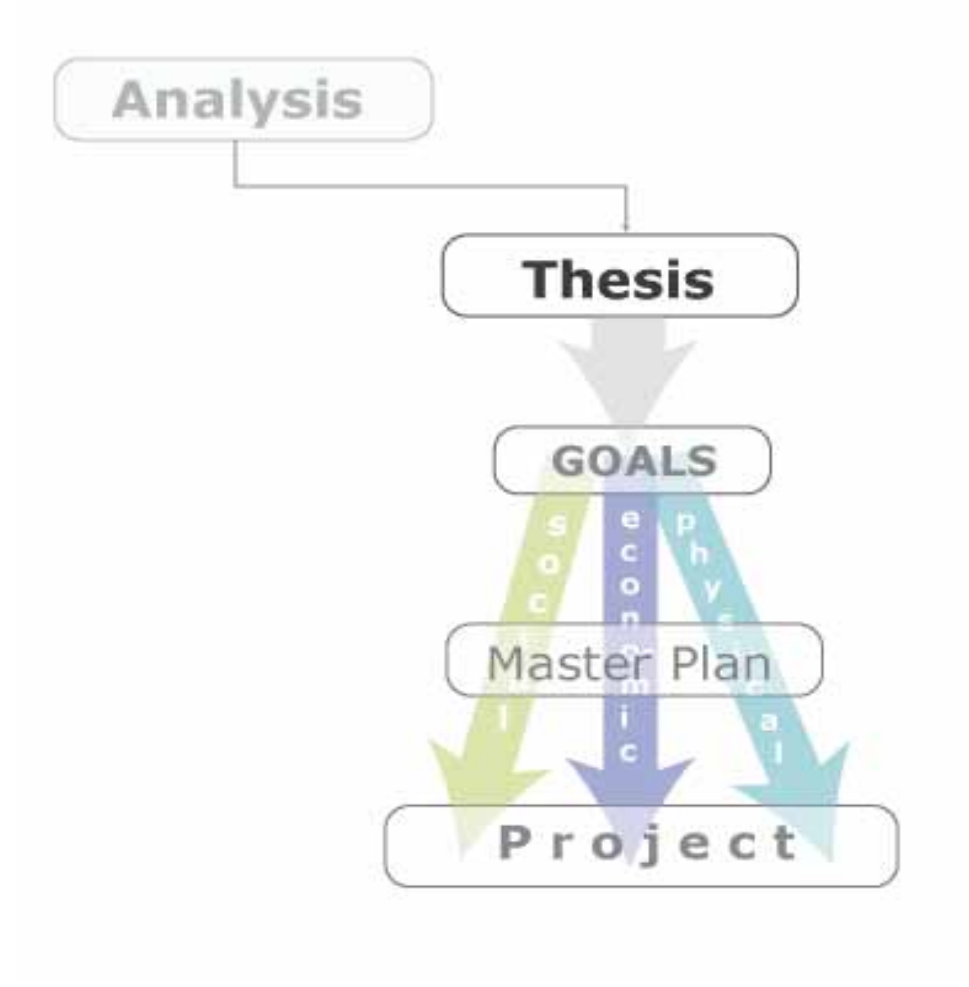 Analysis
Thesis
GOALS
social
economic
physical
Master Plan
Project